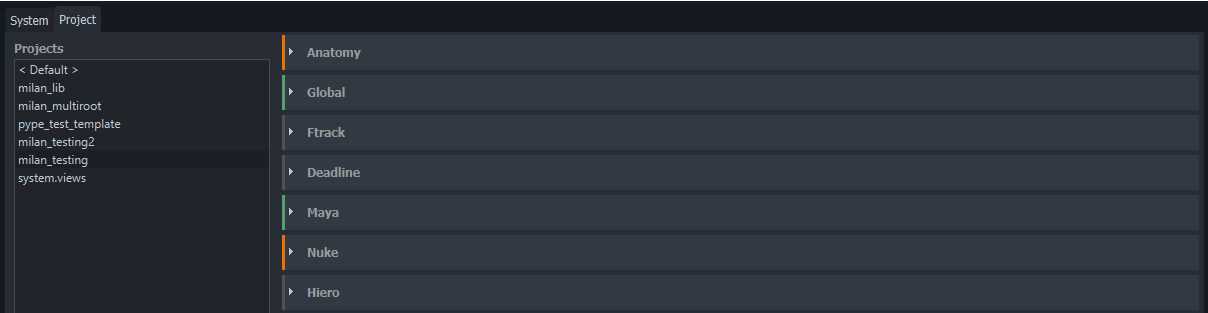 System Project
Projects
< Default >
milan_lib
milan_multiroot
pype_test_template
milan_testing2
milan_testing
system.views
Anatomy
Global
Ftrack
Deadline
Maya
Nuke
Hiero